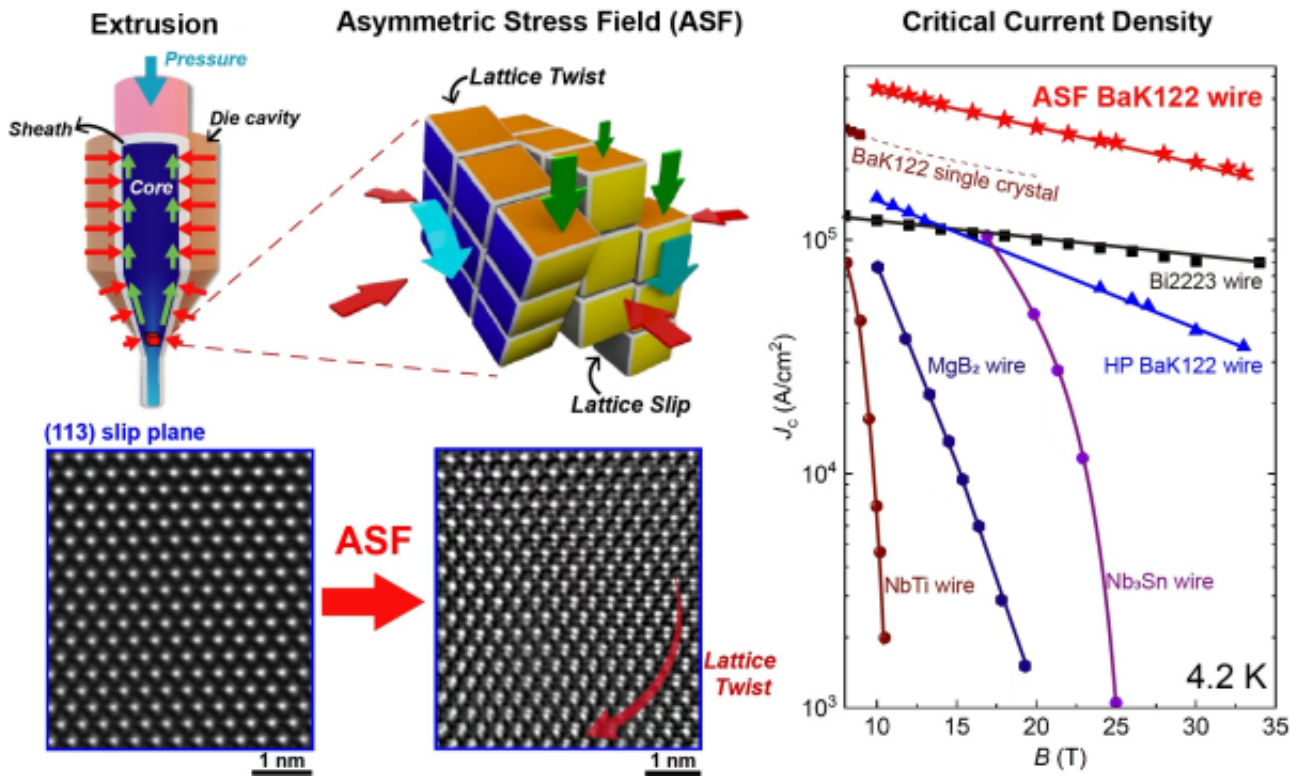 Extrusion
Pressure
Sheath
Die cavity
Core
Asymmetric Stress Field (ASF)
Lattice Twist
Lattice Slip
(113) slip plane
1 nm
ASF
Lattice
Twist
1 nm
Critical Current Density
ASF BaK122 wire
BaK122 single crystal
Bi2223 wire
HP BaK122 wire
MgB₂ wire
NbTi wire
Nb₃Sn wire
4.2 K
10⁵
10⁴
10³
Jc (A/cm²)
10 15 20 25 30 35
B (T)